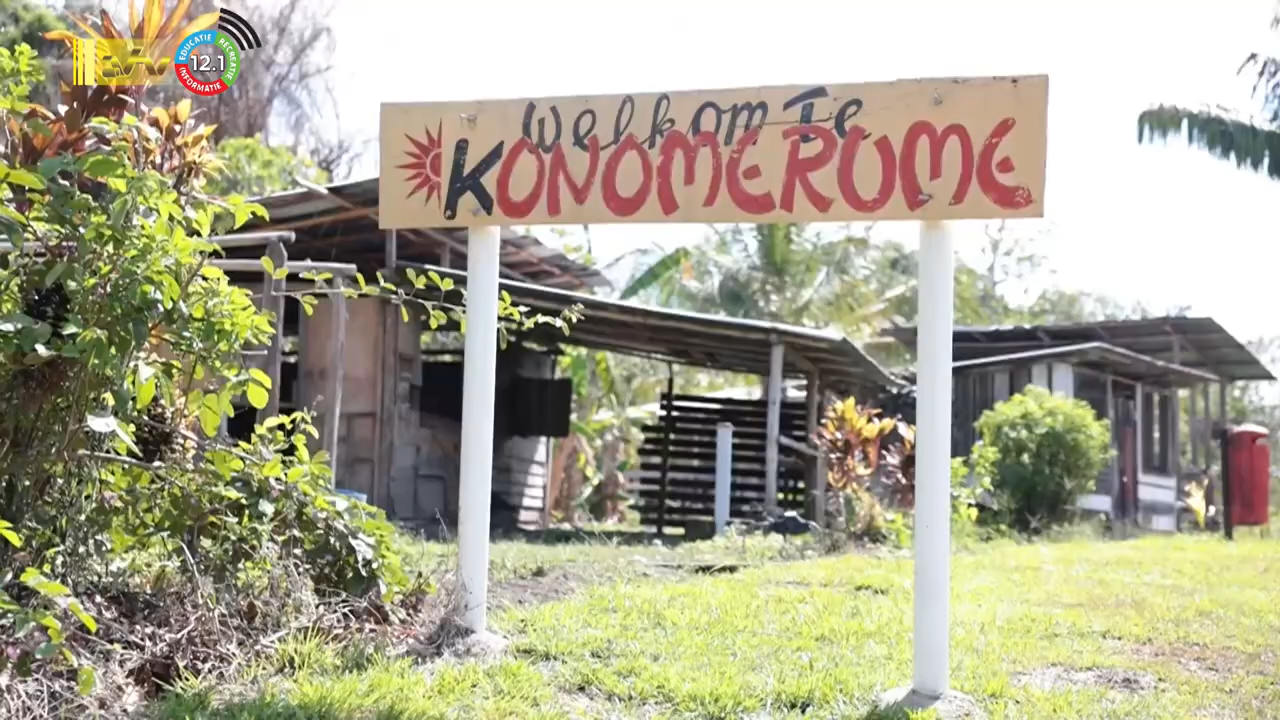 EDUCATIE
RECREATIE
INFORMATIE
12.1
Welkom Te
KONOMERUME